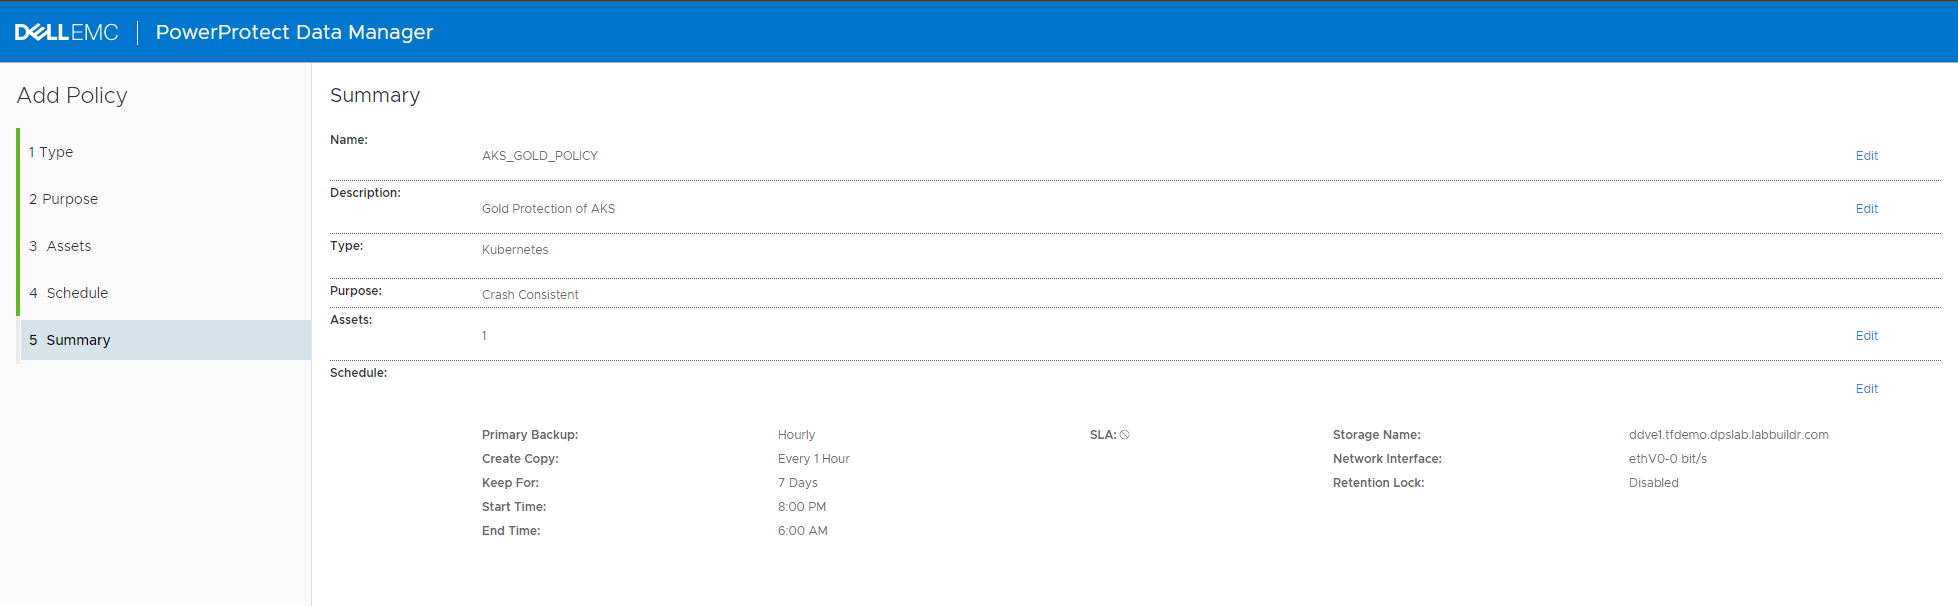 DELLEMC PowerProtect Data Manager
Add Policy
1 Type
2 Purpose
3 Assets
4 Schedule
5 Summary
Summary
Name:
AKS_GOLD_POLICY Edit
Description:
Gold Protection of AKS Edit
Type:
Kubernetes
Purpose:
Crash Consistent
Assets:
1 Edit
Schedule:
Edit
Primary Backup: Hourly SLA: Storage Name: ddve1.tfdemo.dpslab.labbuildr.com
Create Copy: Every 1 Hour Network Interface: ethV0-0 bit/s
Keep For: 7 Days Retention Lock: Disabled
Start Time: 8:00 PM
End Time: 6:00 AM